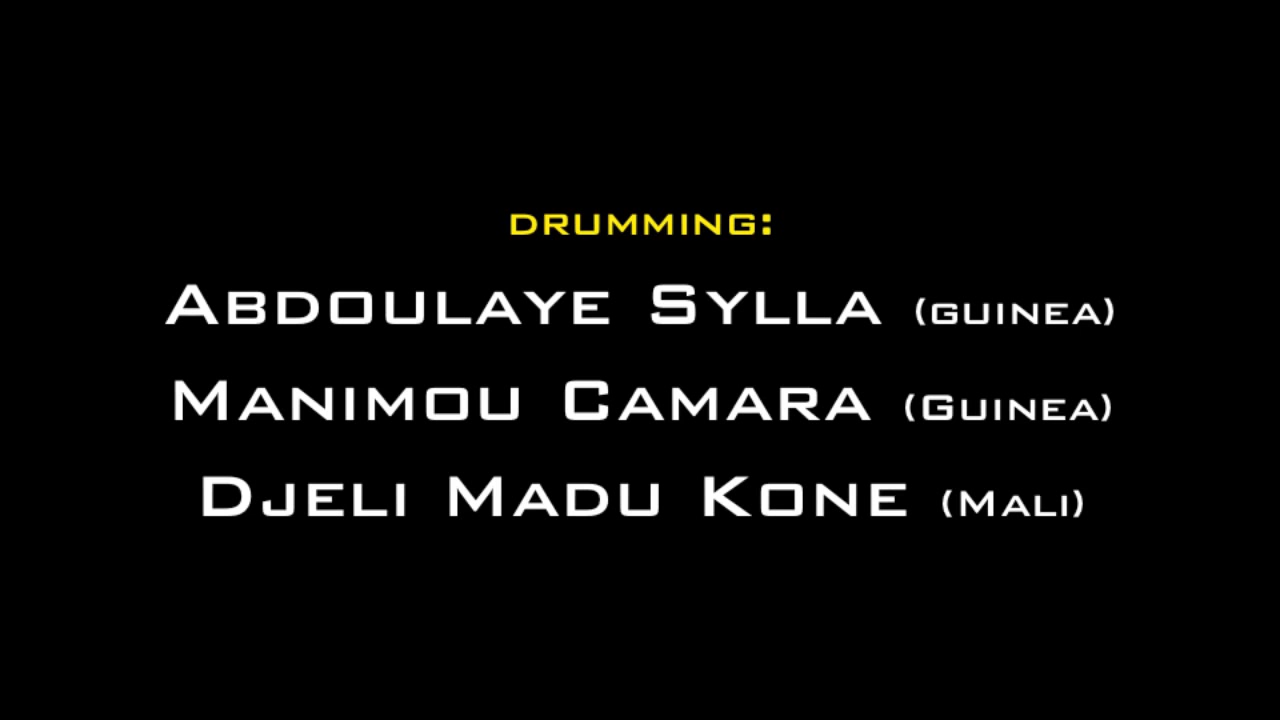 DRUMMING:
ABDOULAYE SYLLA (GUINEA)
MANIMOU CAMARA (GUINEA)
DJELI MADU KONE (MALI)